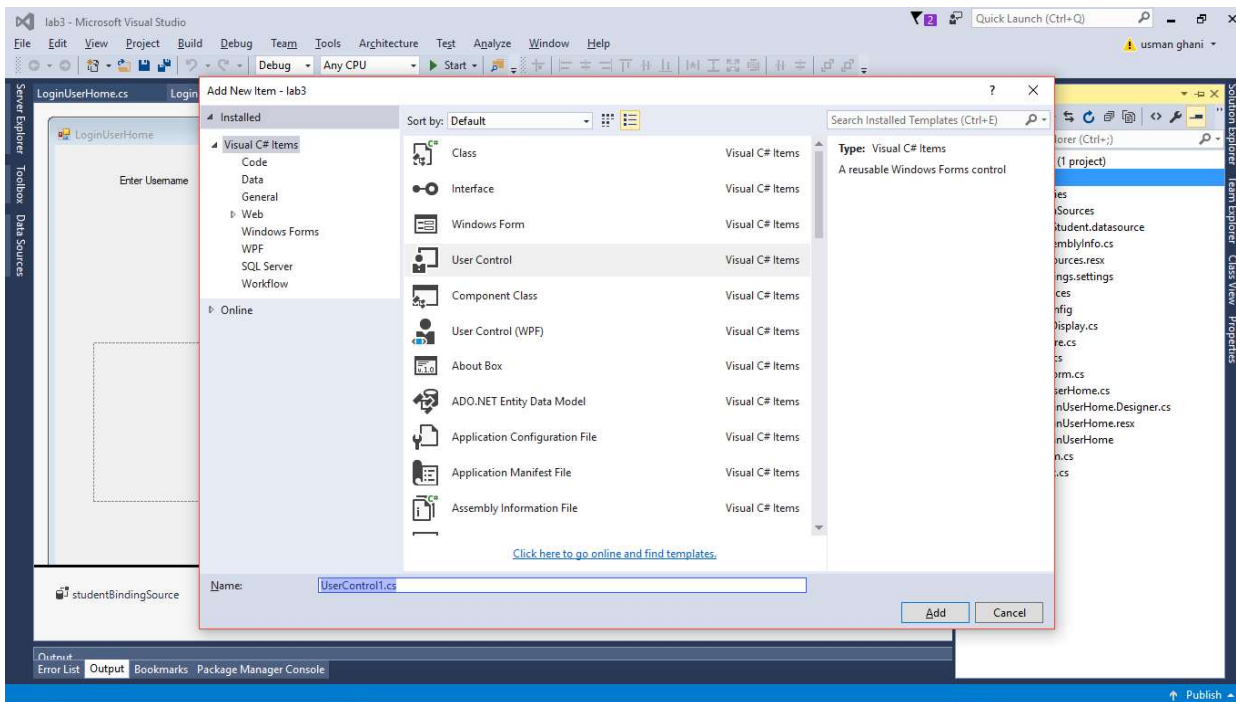 lab3 - Microsoft Visual Studio
2
Quick Launch (Ctrl+Q)
File Edit View Project Build Debug Team Tools Architecture Test Analyze Window Help
usman ghani
Debug Any CPU Start
Server Explorer Toolbox Data Sources
LoginUserHome.cs Login
LoginUserHome
Enter Username
studentBindingSource
Add New Item - lab3
? X
Installed
Visual C# Items
Code
Data
General
Web
Windows Forms
WPF
SQL Server
Workflow
Online
Sort by: Default
Search Installed Templates (Ctrl+E)
Class Visual C# Items
Interface Visual C# Items
Windows Form Visual C# Items
User Control Visual C# Items
Component Class Visual C# Items
User Control (WPF) Visual C# Items
About Box Visual C# Items
ADO.NET Entity Data Model Visual C# Items
Application Configuration File Visual C# Items
Application Manifest File Visual C# Items
Assembly Information File Visual C# Items
Click here to go online and find templates.
Type: Visual C# Items
A reusable Windows Forms control
Name: UserControl1.cs
Add Cancel
lorer (Ctrl+;)
(1 project)
ies
Sources
Student.datasource
emblyInfo.cs
ources.resx
ngs.settings
ces
nfig
Display.cs
re.cs
cs
orm.cs
serHome.cs
nUserHome.Designer.cs
nUserHome.resx
nUserHome
n.cs
.cs
Solution Explorer Team Explorer Class View Properties
Output
Error List Output Bookmarks Package Manager Console
Publish